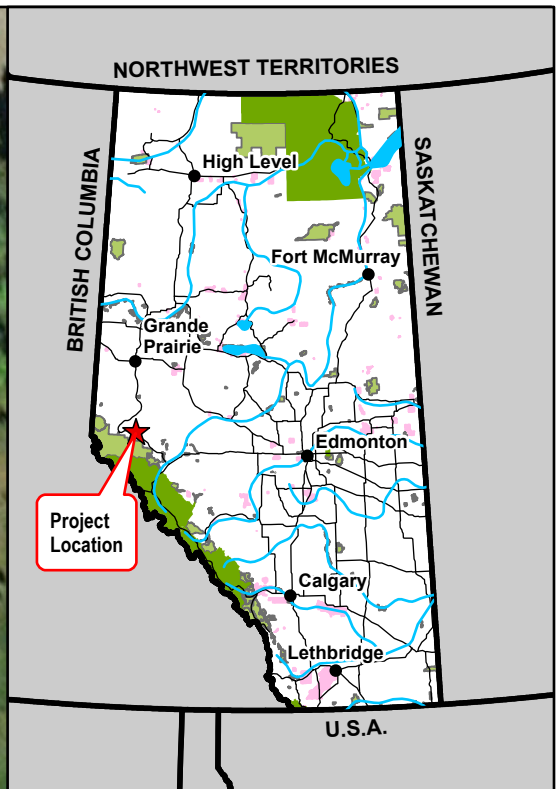 NORTHWEST TERRITORIES
BRITISH COLUMBIA
SASKATCHEWAN
High Level
Fort McMurray
Grande
Prairie
Edmonton
Project
Location
Calgary
Lethbridge
U.S.A.